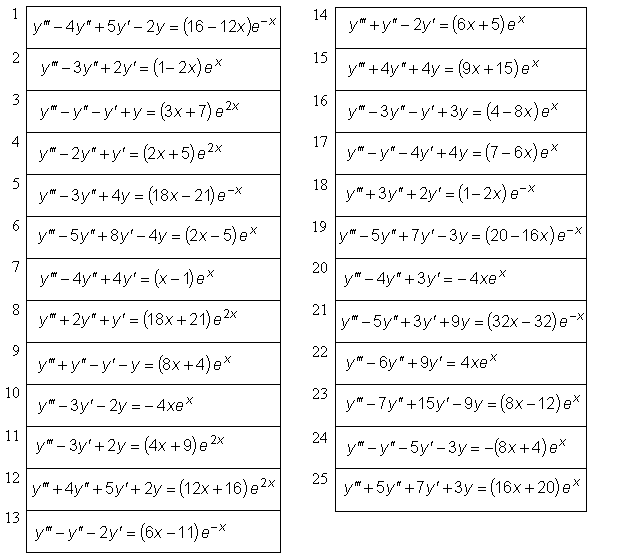 1 y''' − 4y'' + 5y' − 2y = (16 − 12x)e^{−x}
2 y''' − 3y'' + 2y' = (1 − 2x)e^x
3 y''' − y'' − y' + y = (3x + 7)e^{2x}
4 y''' − 2y'' + y' = (2x + 5)e^{2x}
5 y''' − 3y'' + 4y = (18x − 21)e^{−x}
6 y''' − 5y'' + 8y' − 4y = (2x − 5)e^x
7 y''' − 4y'' + 4y' = (x − 1)e^x
8 y''' + 2y'' + y' = (18x + 21)e^{2x}
9 y''' + y'' − y' − y = (8x + 4)e^x
10 y''' − 3y' − 2y = −4xe^x
11 y''' − 3y' + 2y = (4x + 9)e^{2x}
12 y''' + 4y'' + 5y' + 2y = (12x + 16)e^{2x}
13 y''' − y'' − 2y' = (6x − 11)e^{−x}
14 y''' + y'' − 2y' = (6x + 5)e^x
15 y''' + 4y'' + 4y = (9x + 15)e^x
16 y''' − 3y'' − y' + 3y = (4 − 8x)e^x
17 y''' − y'' − 4y' + 4y = (7 − 6x)e^x
18 y''' + 3y'' + 2y' = (1 − 2x)e^{−x}
19 y''' − 5y'' + 7y' − 3y = (20 − 16x)e^{−x}
20 y''' − 4y'' + 3y' = −4xe^x
21 y''' − 5y'' + 3y' + 9y = (32x − 32)e^{−x}
22 y''' − 6y'' + 9y' = 4xe^x
23 y''' − 7y'' + 15y' − 9y = (8x − 12)e^x
24 y''' − y'' − 5y' − 3y = −(8x + 4)e^x
25 y''' + 5y'' + 7y' + 3y = (16x + 20)e^x